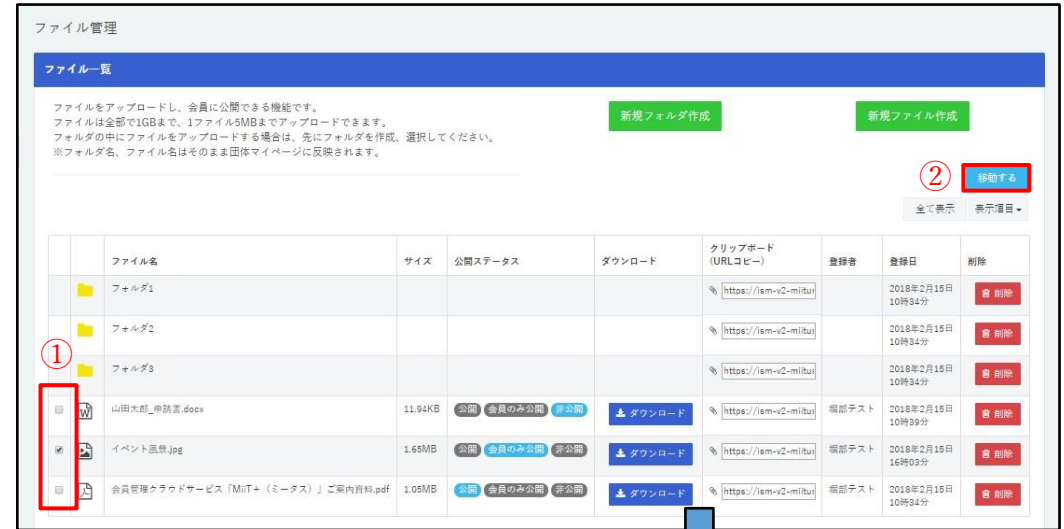 ファイル管理
ファイル一覧
ファイルをアップロードし、会員に公開できる機能です。
ファイルは全部で1GBまで、1ファイル5MBまでアップロードできます。
フォルダの中にファイルをアップロードする場合は、先にフォルダを作成、選択してください。
※フォルダ名、ファイル名はそのまま団体マイページに反映されます。
新規フォルダ作成 新規ファイル作成
② 移動する
全て表示 表示項目
ファイル名 サイズ 公開ステータス ダウンロード クリップボード (URLコピー) 登録者 登録日 削除
フォルダ1 https://ism-v2-miitu 2018年2月15日 10時34分 削除
フォルダ2 https://ism-v2-miitu 2018年2月15日 10時34分 削除
①
フォルダ3 https://ism-v2-miitu 2018年2月15日 10時34分 削除
山田太郎_申請書.docx 11.94KB 公開 会員のみ公開 非公開 ダウンロード https://ism-v2-miitu 堀部テスト 2018年2月15日 10時39分 削除
イベント風景.jpg 1.65MB 公開 会員のみ公開 非公開 ダウンロード https://ism-v2-miitu 堀部テスト 2018年2月15日 16時03分 削除
会員管理クラウドサービス「MiiT+（ミータス）」ご案内資料.pdf 1.05MB 公開 会員のみ公開 非公開 ダウンロード https://ism-v2-miitu 堀部テスト 2018年2月15日 10時34分 削除